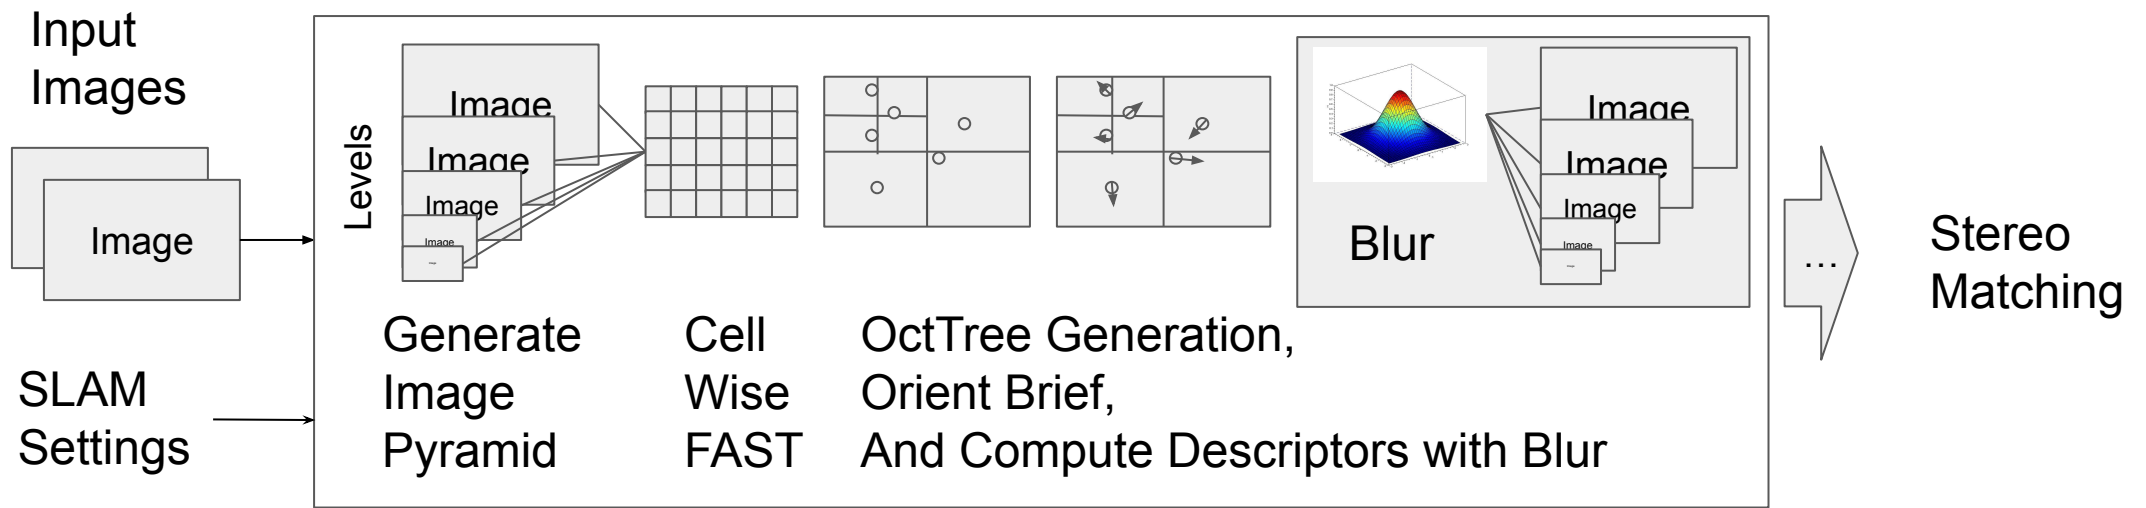 Input
Images
Image
SLAM
Settings
Levels
Image
Image
Image
Image
Generate
Image
Pyramid
Cell
Wise
FAST
OctTree Generation,
Orient Brief,
And Compute Descriptors with Blur
Blur
Image
Image
Image
Image
...
Stereo
Matching